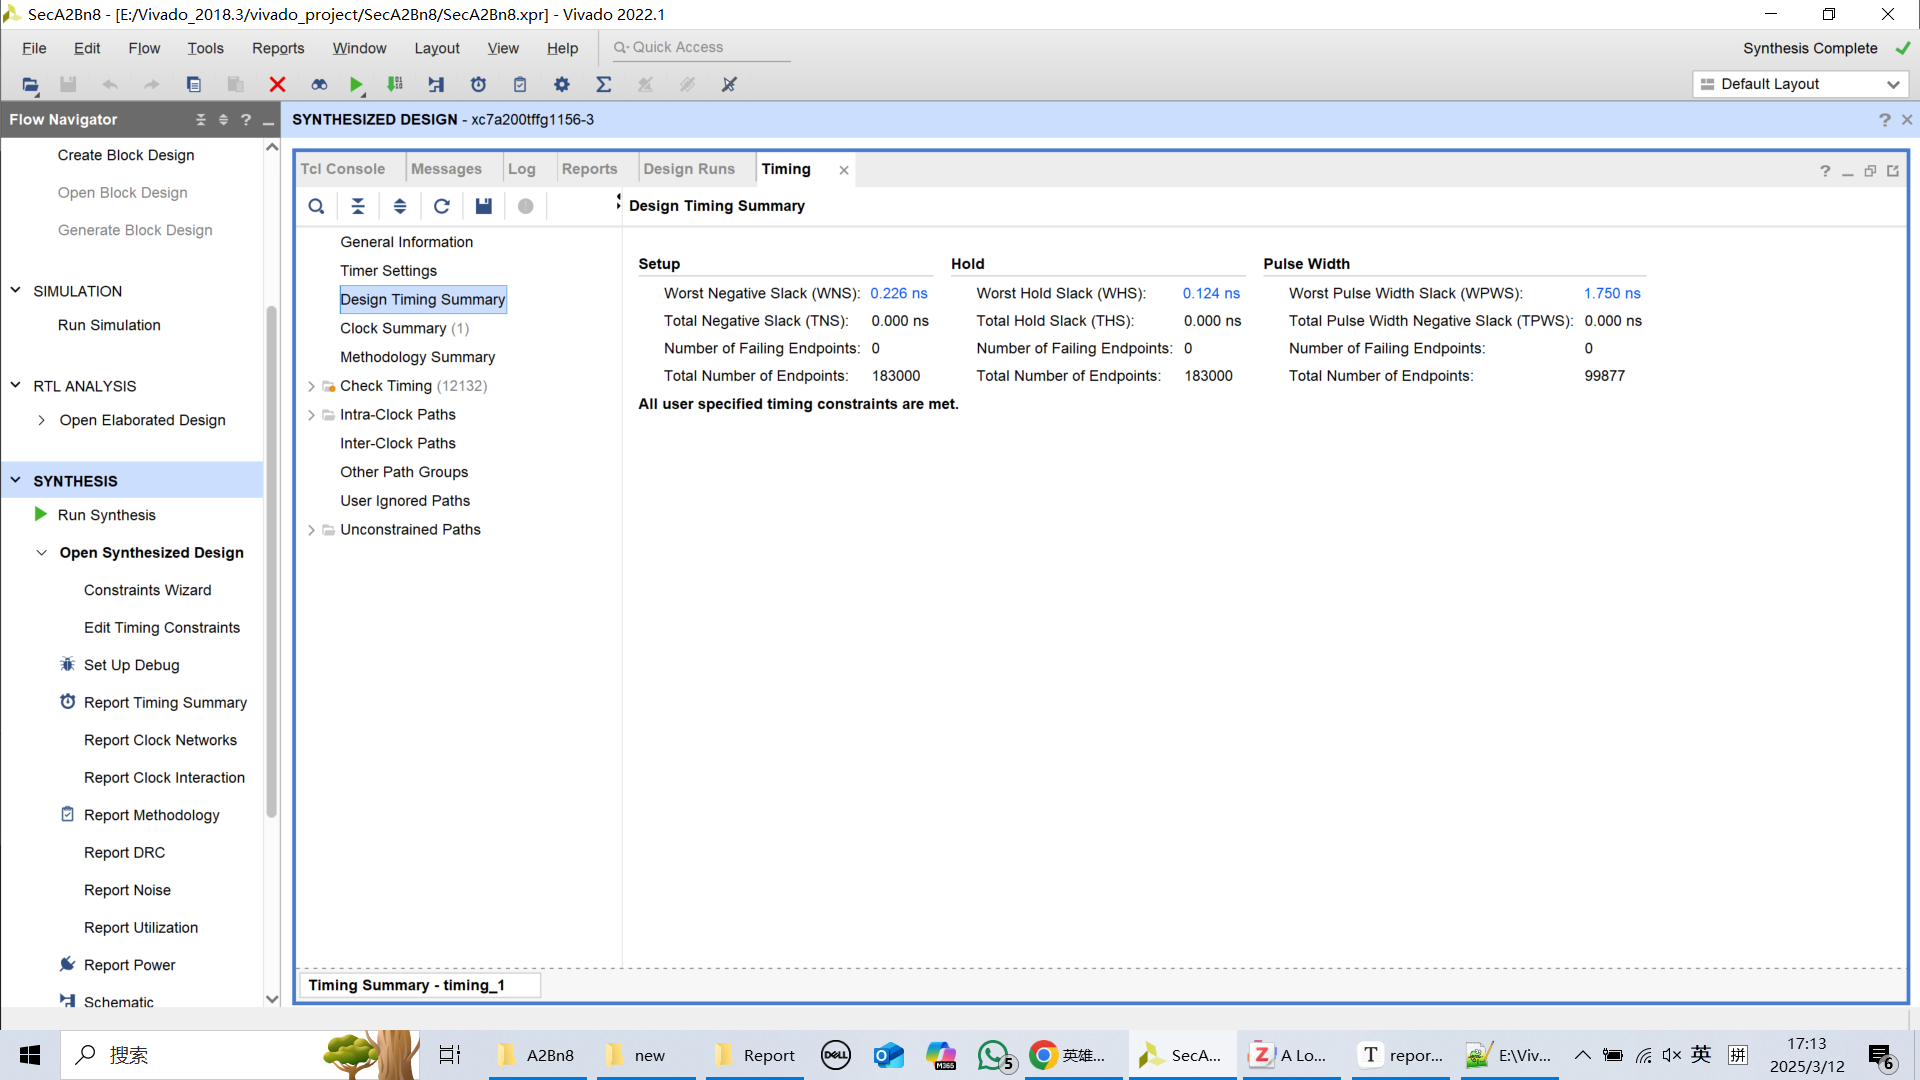 SecA2Bn8 - [E:/Vivado_2018.3/vivado_project/SecA2Bn8/SecA2Bn8.xpr] - Vivado 2022.1
File Edit Flow Tools Reports Window Layout View Help Quick Access
Synthesis Complete
Default Layout
Flow Navigator
SYNTHESIZED DESIGN - xc7a200tffg1156-3
Create Block Design
Open Block Design
Generate Block Design
SIMULATION
Run Simulation
RTL ANALYSIS
Open Elaborated Design
SYNTHESIS
Run Synthesis
Open Synthesized Design
Constraints Wizard
Edit Timing Constraints
Set Up Debug
Report Timing Summary
Report Clock Networks
Report Clock Interaction
Report Methodology
Report DRC
Report Noise
Report Utilization
Report Power
Schematic
Tcl Console Messages Log Reports Design Runs Timing
Design Timing Summary
General Information
Timer Settings
Design Timing Summary
Clock Summary (1)
Methodology Summary
Check Timing (12132)
Intra-Clock Paths
Inter-Clock Paths
Other Path Groups
User Ignored Paths
Unconstrained Paths
Setup
Worst Negative Slack (WNS): 0.226 ns
Total Negative Slack (TNS): 0.000 ns
Number of Failing Endpoints: 0
Total Number of Endpoints: 183000
Hold
Worst Hold Slack (WHS): 0.124 ns
Total Hold Slack (THS): 0.000 ns
Number of Failing Endpoints: 0
Total Number of Endpoints: 183000
Pulse Width
Worst Pulse Width Slack (WPWS): 1.750 ns
Total Pulse Width Negative Slack (TPWS): 0.000 ns
Number of Failing Endpoints: 0
Total Number of Endpoints: 99877
All user specified timing constraints are met.
Timing Summary - timing_1
搜索
A2Bn8
new
Report
DELL
M365
5
英雄...
SecA...
A Lo...
repor...
E:\Viv...
英
拼
17:13
2025/3/12
6